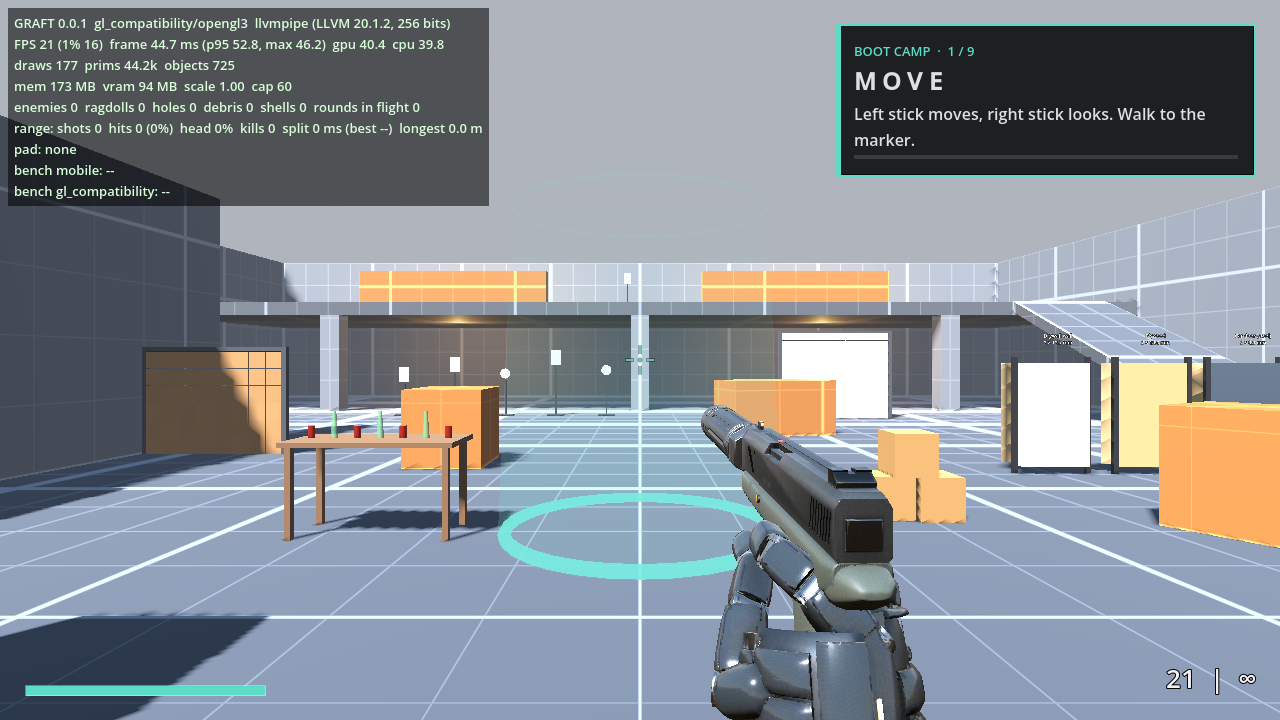 GRAFT 0.0.1 gl_compatibility/opengl3 llvmpipe (LLVM 20.1.2, 256 bits)
FPS 21 (1% 16) frame 44.7 ms (p95 52.8, max 46.2) gpu 40.4 cpu 39.8
draws 177 prims 44.2k objects 725
mem 173 MB vram 94 MB scale 1.00 cap 60
enemies 0 ragdolls 0 holes 0 debris 0 shells 0 rounds in flight 0
range: shots 0 hits 0 (0%) head 0% kills 0 split 0 ms (best --) longest 0.0 m
pad: none
bench mobile: --
bench gl_compatibility: --
BOOT CAMP · 1 / 9
MOVE
Left stick moves, right stick looks. Walk to the
marker.
21 | ∞